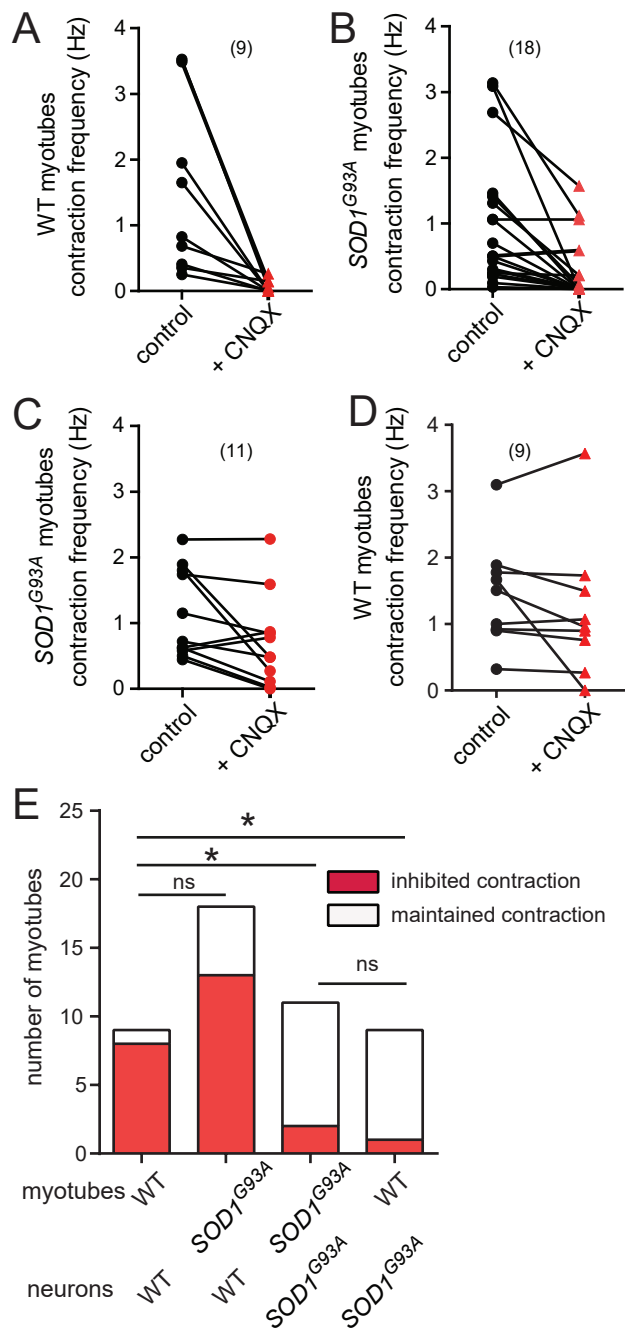 A
WT myotubes
contraction frequency (Hz)
(9)
4
3
2
1
0
control
+ CNQX
B
SOD1G93A myotubes
contraction frequency (Hz)
(18)
4
3
2
1
0
control
+ CNQX
C
SOD1G93A myotubes
contraction frequency (Hz)
(11)
4
3
2
1
0
control
+ CNQX
D
WT myotubes
contraction frequency (Hz)
(9)
4
3
2
1
0
control
+ CNQX
E
number of myotubes
25
20
15
10
5
0
*
*
ns
inhibited contraction
maintained contraction
ns
myotubes WT SOD1G93A SOD1G93A WT
neurons WT WT SOD1G93A SOD1G93A